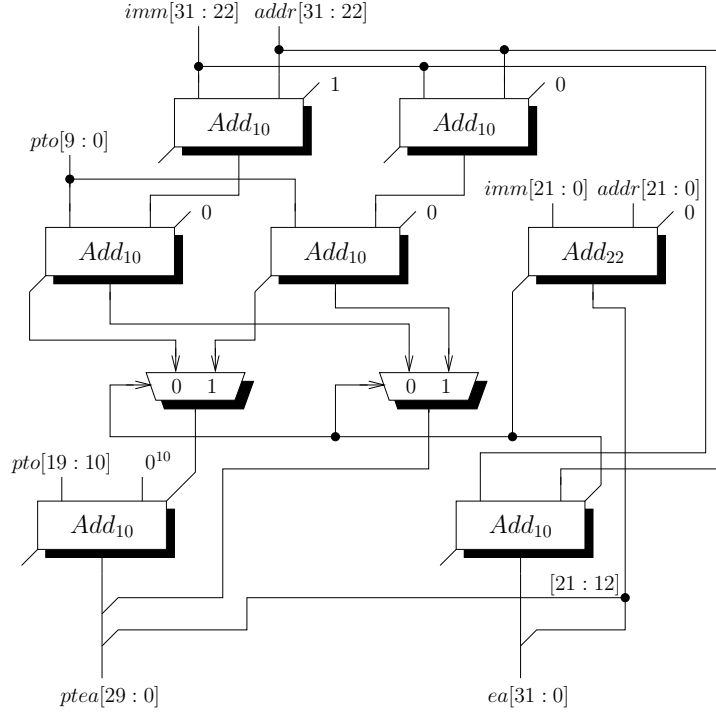 imm[31 : 22] addr[31 : 22]
1 0
Add₁₀ Add₁₀
pto[9 : 0]
imm[21 : 0] addr[21 : 0]
0 0 0
Add₁₀ Add₁₀ Add₂₂
0 1 0 1
pto[19 : 10] 0¹⁰
Add₁₀ Add₁₀
[21 : 12]
ptea[29 : 0] ea[31 : 0]